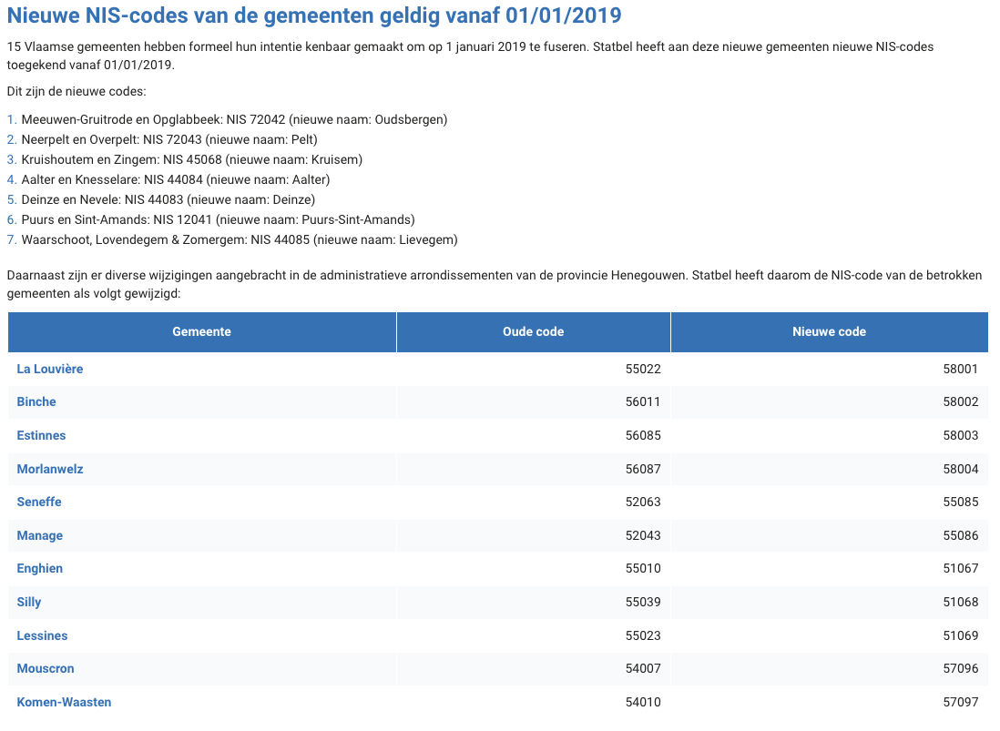 Nieuwe NIS-codes van de gemeenten geldig vanaf 01/01/2019
15 Vlaamse gemeenten hebben formeel hun intentie kenbaar gemaakt om op 1 januari 2019 te fuseren. Statbel heeft aan deze nieuwe gemeenten nieuwe NIS-codes
toegekend vanaf 01/01/2019.
Dit zijn de nieuwe codes:
1. Meeuwen-Gruitrode en Opglabbeek: NIS 72042 (nieuwe naam: Oudsbergen)
2. Neerpelt en Overpelt: NIS 72043 (nieuwe naam: Pelt)
3. Kruishoutem en Zingem: NIS 45068 (nieuwe naam: Kruisem)
4. Aalter en Knesselare: NIS 44084 (nieuwe naam: Aalter)
5. Deinze en Nevele: NIS 44083 (nieuwe naam: Deinze)
6. Puurs en Sint-Amands: NIS 12041 (nieuwe naam: Puurs-Sint-Amands)
7. Waarschoot, Lovendegem & Zomergem: NIS 44085 (nieuwe naam: Lievegem)
Daarnaast zijn er diverse wijzigingen aangebracht in de administratieve arrondissementen van de provincie Henegouwen. Statbel heeft daarom de NIS-code van de betrokken
gemeenten als volgt gewijzigd:
Gemeente Oude code Nieuwe code
La Louvière 55022 58001
Binche 56011 58002
Estinnes 56085 58003
Morlanwelz 56087 58004
Seneffe 52063 55085
Manage 52043 55086
Enghien 55010 51067
Silly 55039 51068
Lessines 55023 51069
Mouscron 54007 57096
Komen-Waasten 54010 57097